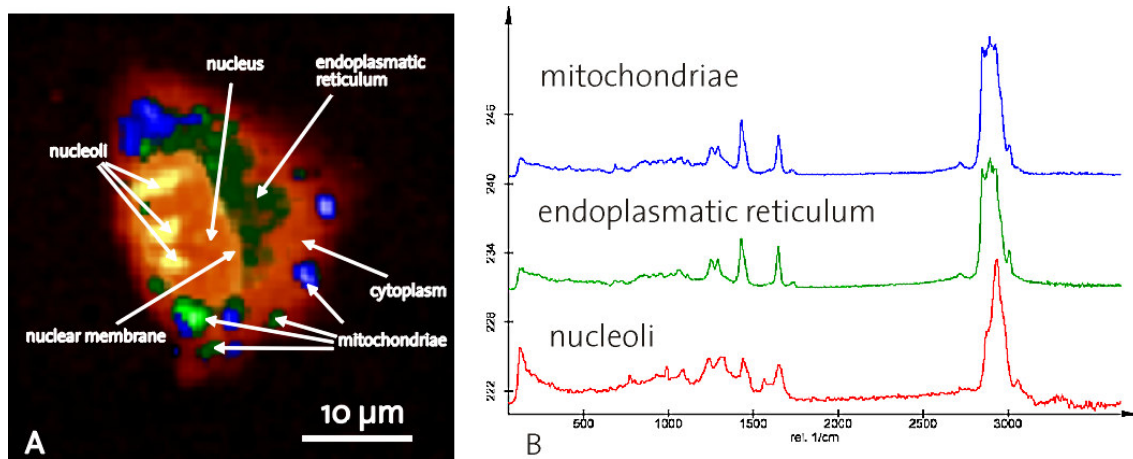 nucleus
endoplasmatic
reticulum
nucleoli
cytoplasm
nuclear membrane
mitochondriae
10 µm
A
mitochondriae
endoplasmatic reticulum
nucleoli
246
240
234
228
222
500
1000
1500
2000
2500
3000
rel. 1/cm
B